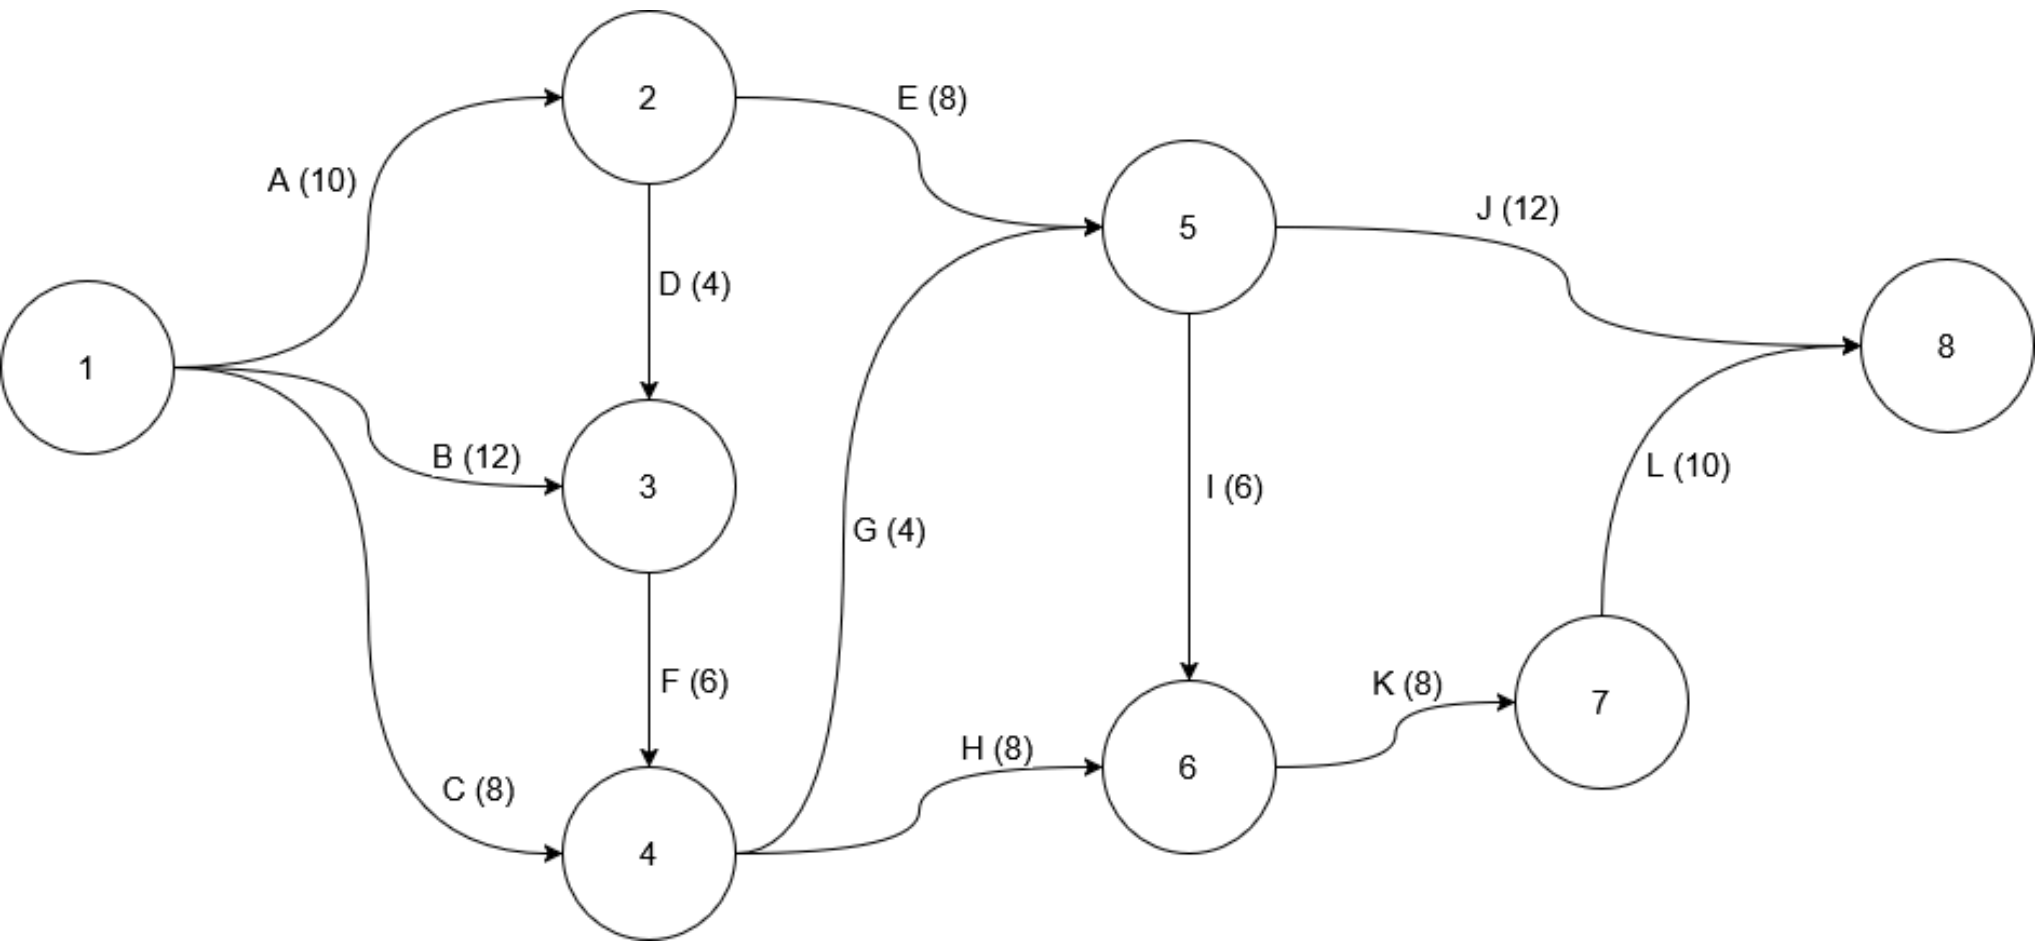 2
E (8)
A (10)
J (12)
5
D (4)
8
1
B (12)
L (10)
3
I (6)
G (4)
F (6)
K (8)
7
H (8)
6
C (8)
4